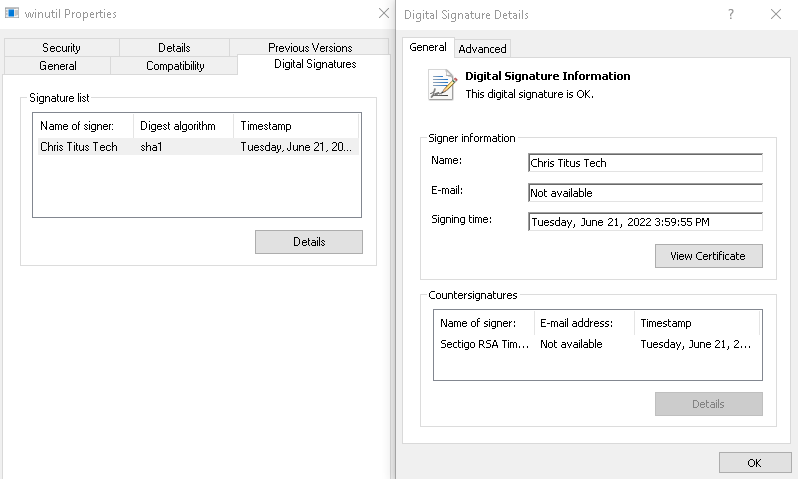 winutil Properties
Security Details Previous Versions
General Compatibility Digital Signatures
Signature list
Name of signer: Digest algorithm Timestamp
Chris Titus Tech sha1 Tuesday, June 21, 20...
Details
Digital Signature Details
General Advanced
Digital Signature Information
This digital signature is OK.
Signer information
Name: Chris Titus Tech
E-mail: Not available
Signing time: Tuesday, June 21, 2022 3:59:55 PM
View Certificate
Countersignatures
Name of signer: E-mail address: Timestamp
Sectigo RSA Tim... Not available Tuesday, June 21, 2...
Details
OK